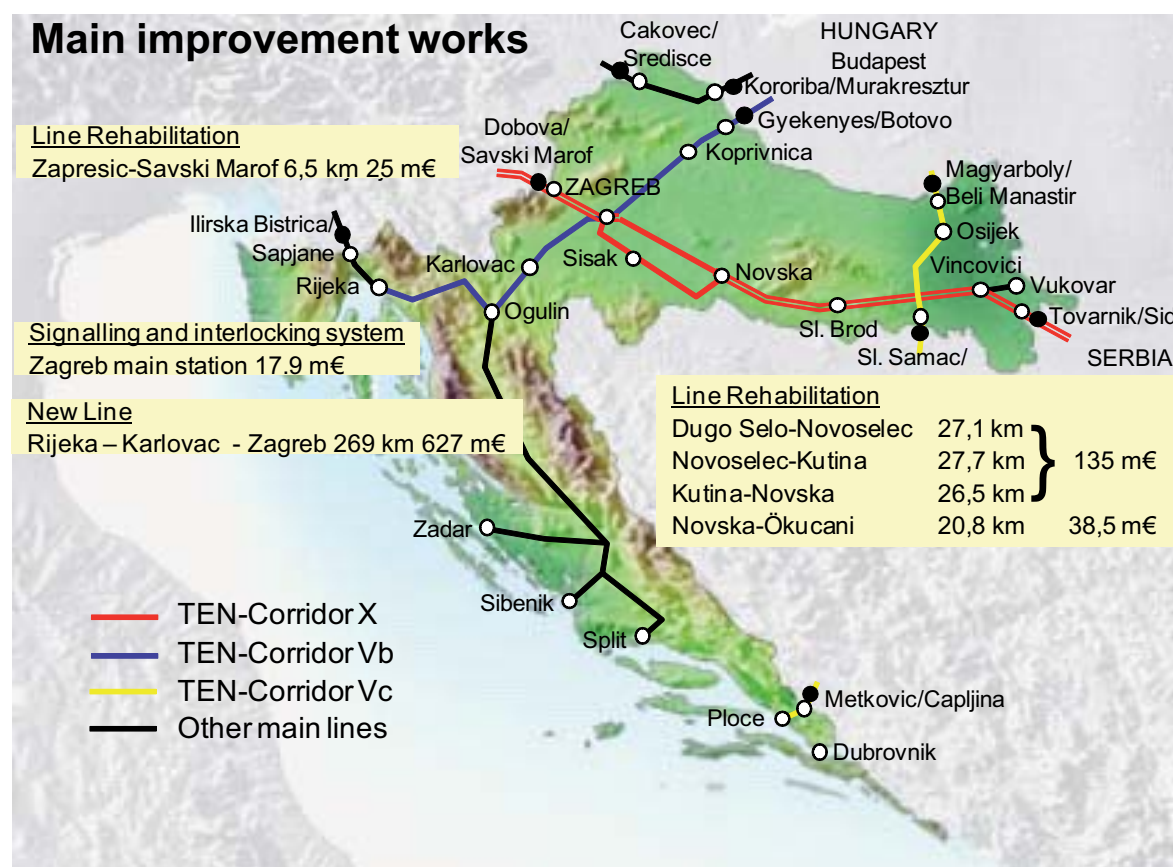 Main improvement works
Cakovec/
Sredisce
HUNGARY
Budapest
Kororiba/Murakresztur
Gyekenyes/Botovo
Koprivnica
Line Rehabilitation
Zapresic-Savski Marof 6,5 km 25 m€
Dobova/
Savski Marof
ZAGREB
Magyarboly/
Beli Manastir
Osijek
Ilirska Bistrica/
Sapjane
Rijeka
Karlovac
Sisak
Novska
Vincovici
Vukovar
Ogulin
Sl. Brod
Tovarnik/Sid
Sl. Samac/
SERBIA
Signalling and interlocking system
Zagreb main station 17.9 m€
New Line
Rijeka – Karlovac - Zagreb 269 km 627 m€
Line Rehabilitation
Dugo Selo-Novoselec 27,1 km
Novoselec-Kutina 27,7 km } 135 m€
Kutina-Novska 26,5 km
Novska-Ökucani 20,8 km 38,5 m€
Zadar
Sibenik
Split
TEN-Corridor X
TEN-Corridor Vb
TEN-Corridor Vc
Other main lines
Metkovic/Capljina
Ploce
Dubrovnik